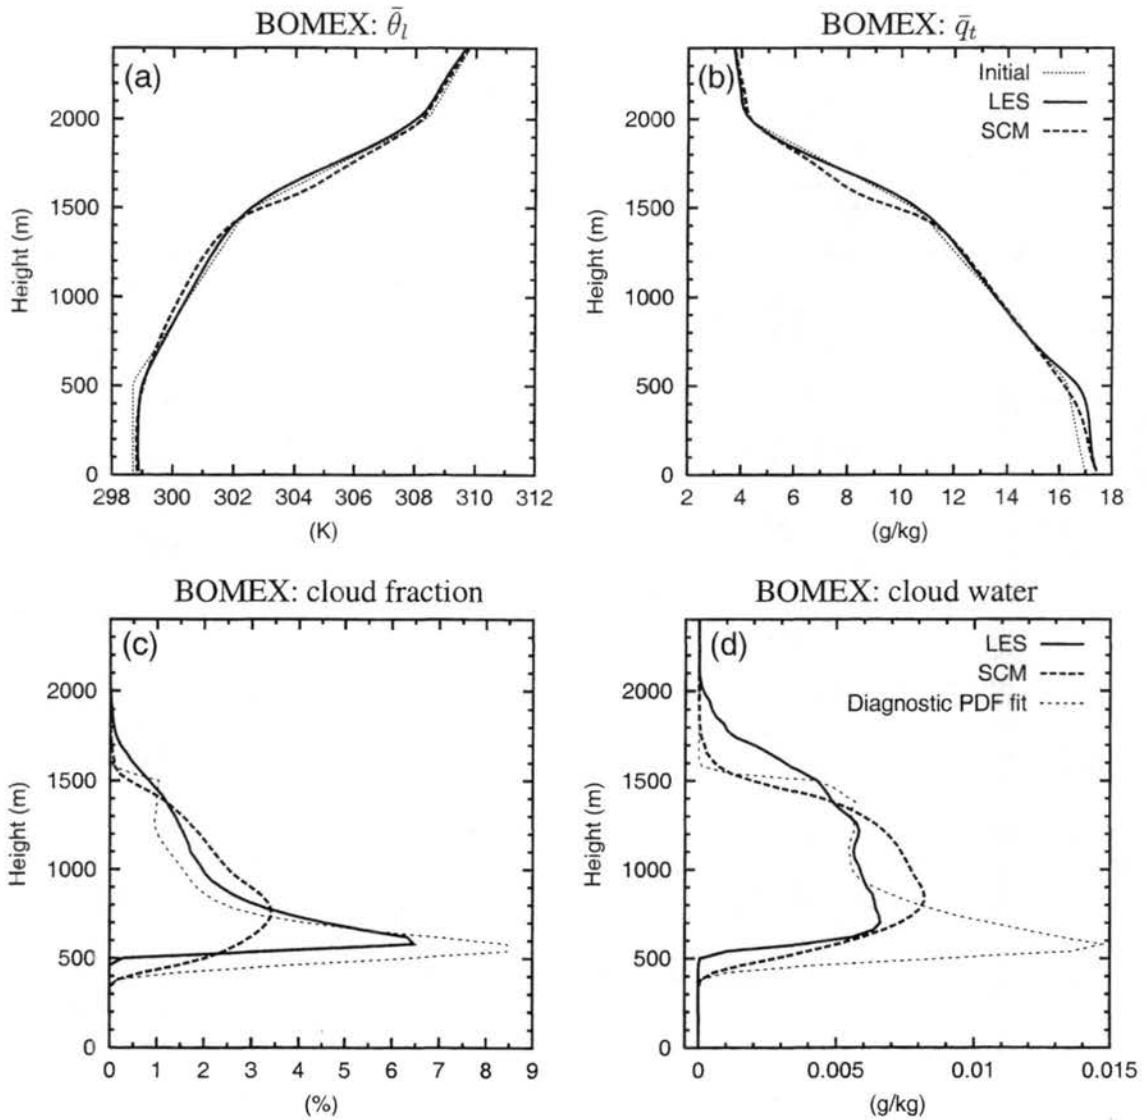 BOMEX: θ̄_l
(a)
2000
1500
1000
500
0
Height (m)
298 300 302 304 306 308 310 312
(K)
BOMEX: q̄_t
(b)
Initial
LES
SCM
2000
1500
1000
500
0
Height (m)
2 4 6 8 10 12 14 16 18
(g/kg)
BOMEX: cloud fraction
(c)
2000
1500
1000
500
0
Height (m)
0 1 2 3 4 5 6 7 8 9
(%)
BOMEX: cloud water
(d)
LES
SCM
Diagnostic PDF fit
2000
1500
1000
500
0
Height (m)
0 0.005 0.01 0.015
(g/kg)